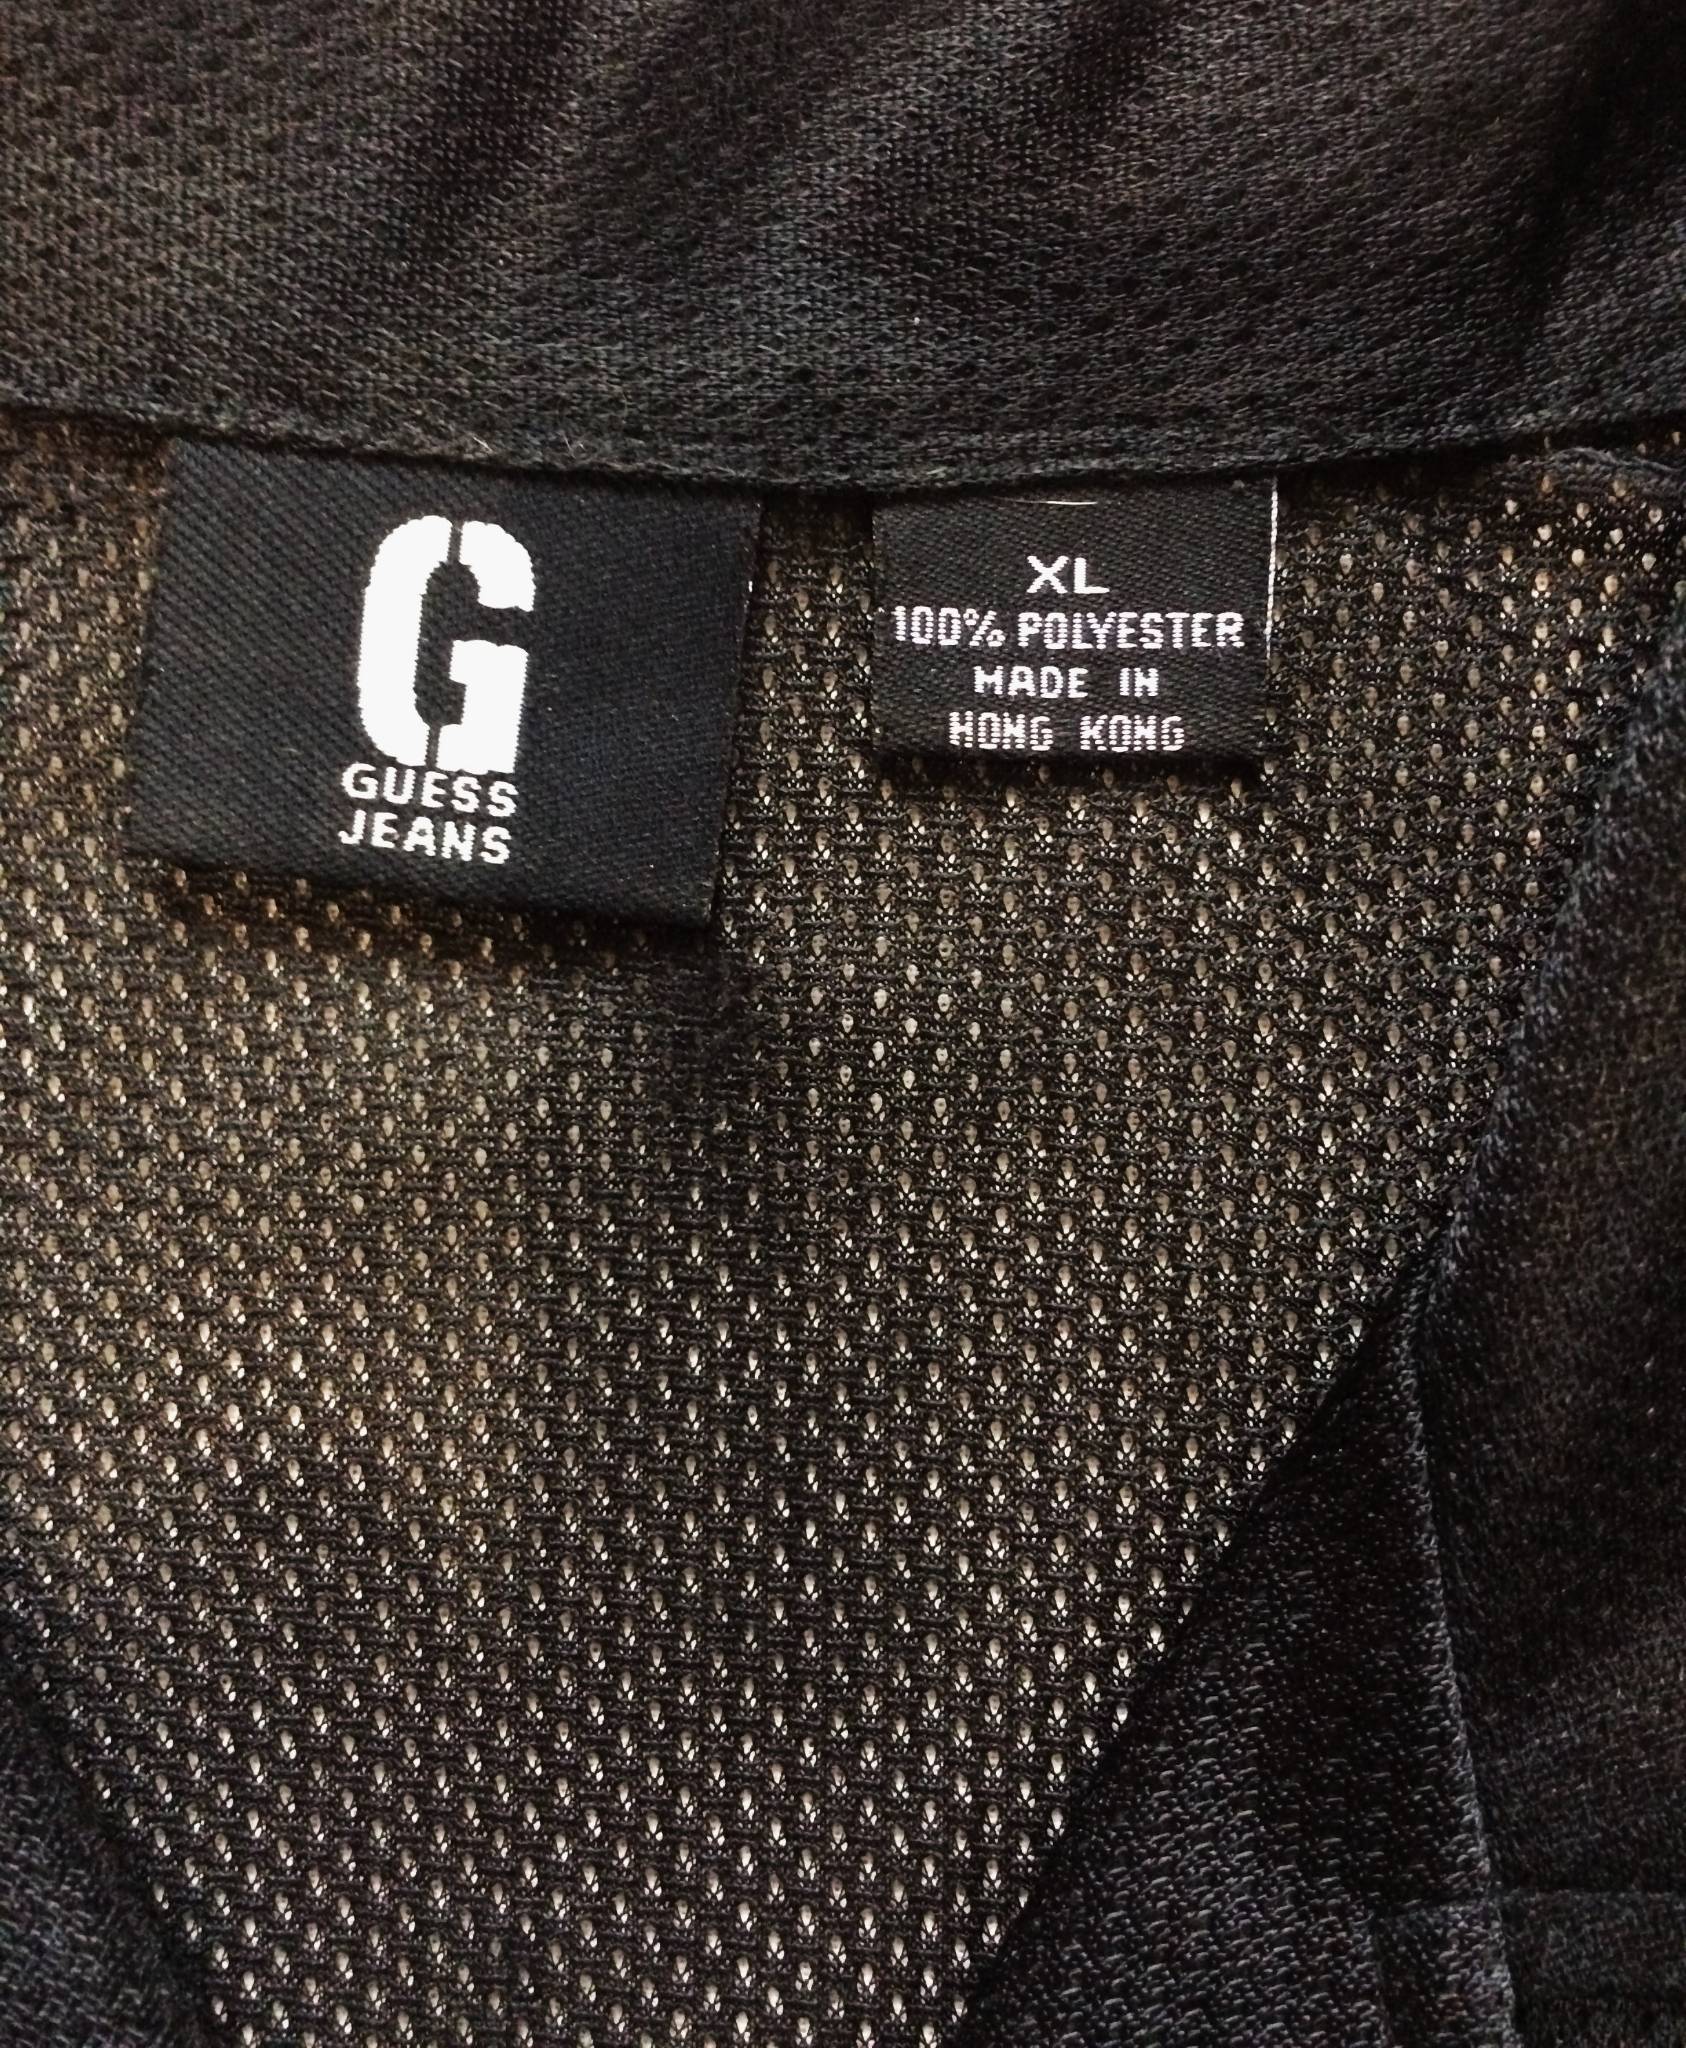 G
GUESS
JEANS
XL
100% POLYESTER
MADE IN
HONG KONG